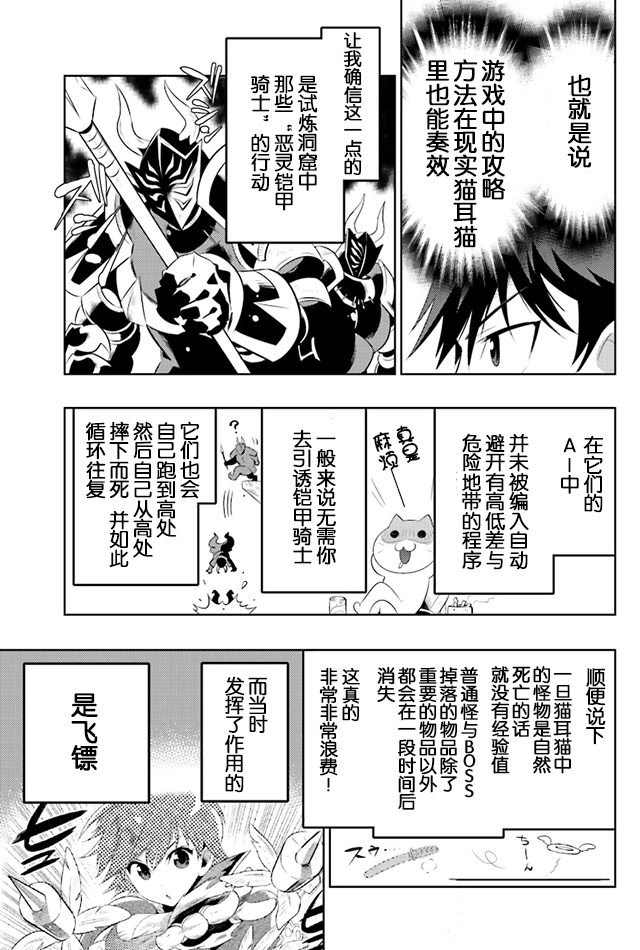 也就是说
游戏中的攻略
方法在现实猫耳猫
里也能奏效
让我确信这一点的
是试炼洞窟中
那些“恶灵铠甲
骑士”的行动
在它们的
AI中
并未被编入自动
避开有高低差与
危险地带的程序
真是
麻烦
一般来说无需你
去引诱铠甲骑士
?
它们也会
自己跑到高处
然后自己从高处
摔下而死 并如此
循环往复
顺便说下
一旦猫耳猫中
的怪物是自然
死亡的话
就没有经验值
普通怪与BOSS
掉落的物品除了
重要的物品以外
都会在一段时间后
消失
这真的
非常非常浪费!
ちーん
スゥ…
而当时
发挥了作用的
是飞镖